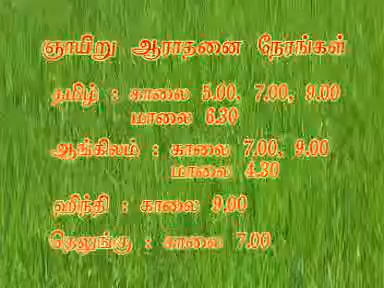 ஞாயிறு ஆராதனை நேரங்கள்
தமிழ் : காலை 5.00, 7.00, 9.00
மாலை 6.30
ஆங்கிலம் : காலை 7.00, 9.00
மாலை 4.30
ஹிந்தி : காலை 9.00
தெலுங்கு : காலை 7.00